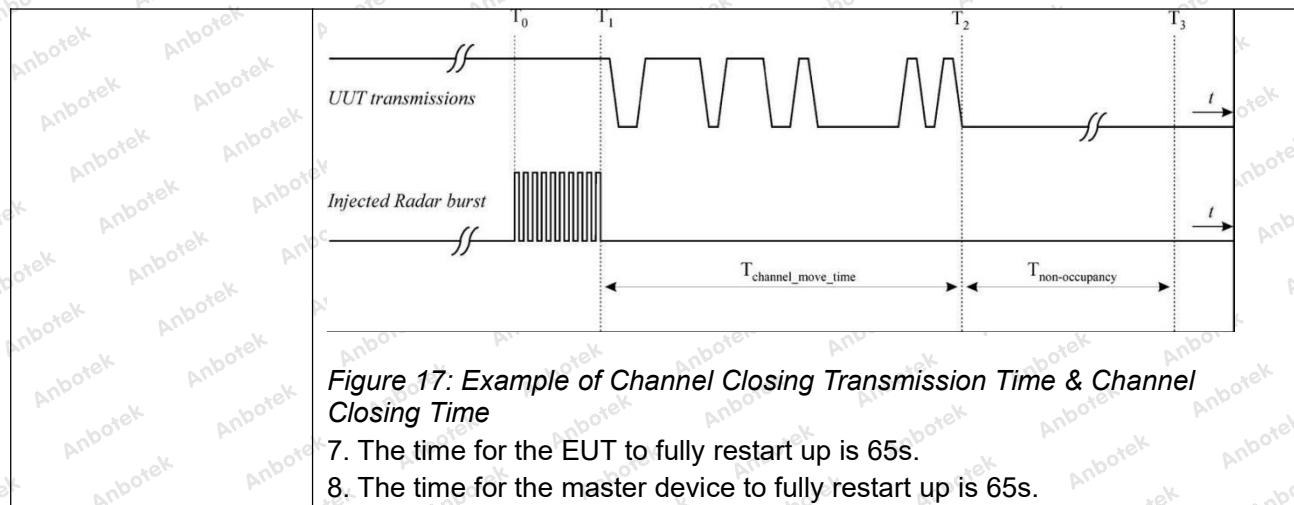 T0 T1 T2 T3
UUT transmissions
t
Injected Radar burst
t
Tchannel_move_time Tnon-occupancy
Figure 17: Example of Channel Closing Transmission Time & Channel
Closing Time
7. The time for the EUT to fully restart up is 65s.
8. The time for the master device to fully restart up is 65s.
Anbotek